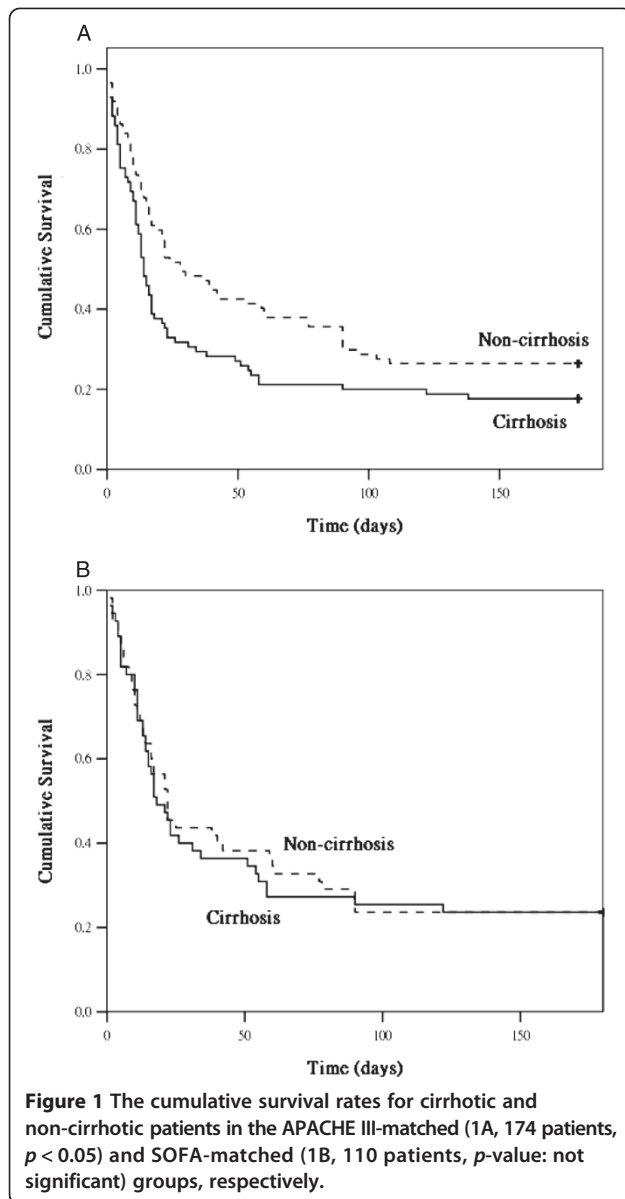 A
1.0
0.8
0.6
0.4
0.2
0.0
Cumulative Survival
Non-cirrhosis
Cirrhosis
0 50 100 150
Time (days)
B
1.0
0.8
0.6
0.4
0.2
0.0
Cumulative Survival
Non-cirrhosis
Cirrhosis
0 50 100 150
Time (days)
Figure 1 The cumulative survival rates for cirrhotic and
non-cirrhotic patients in the APACHE III-matched (1A, 174 patients,
p < 0.05) and SOFA-matched (1B, 110 patients, p-value: not
significant) groups, respectively.